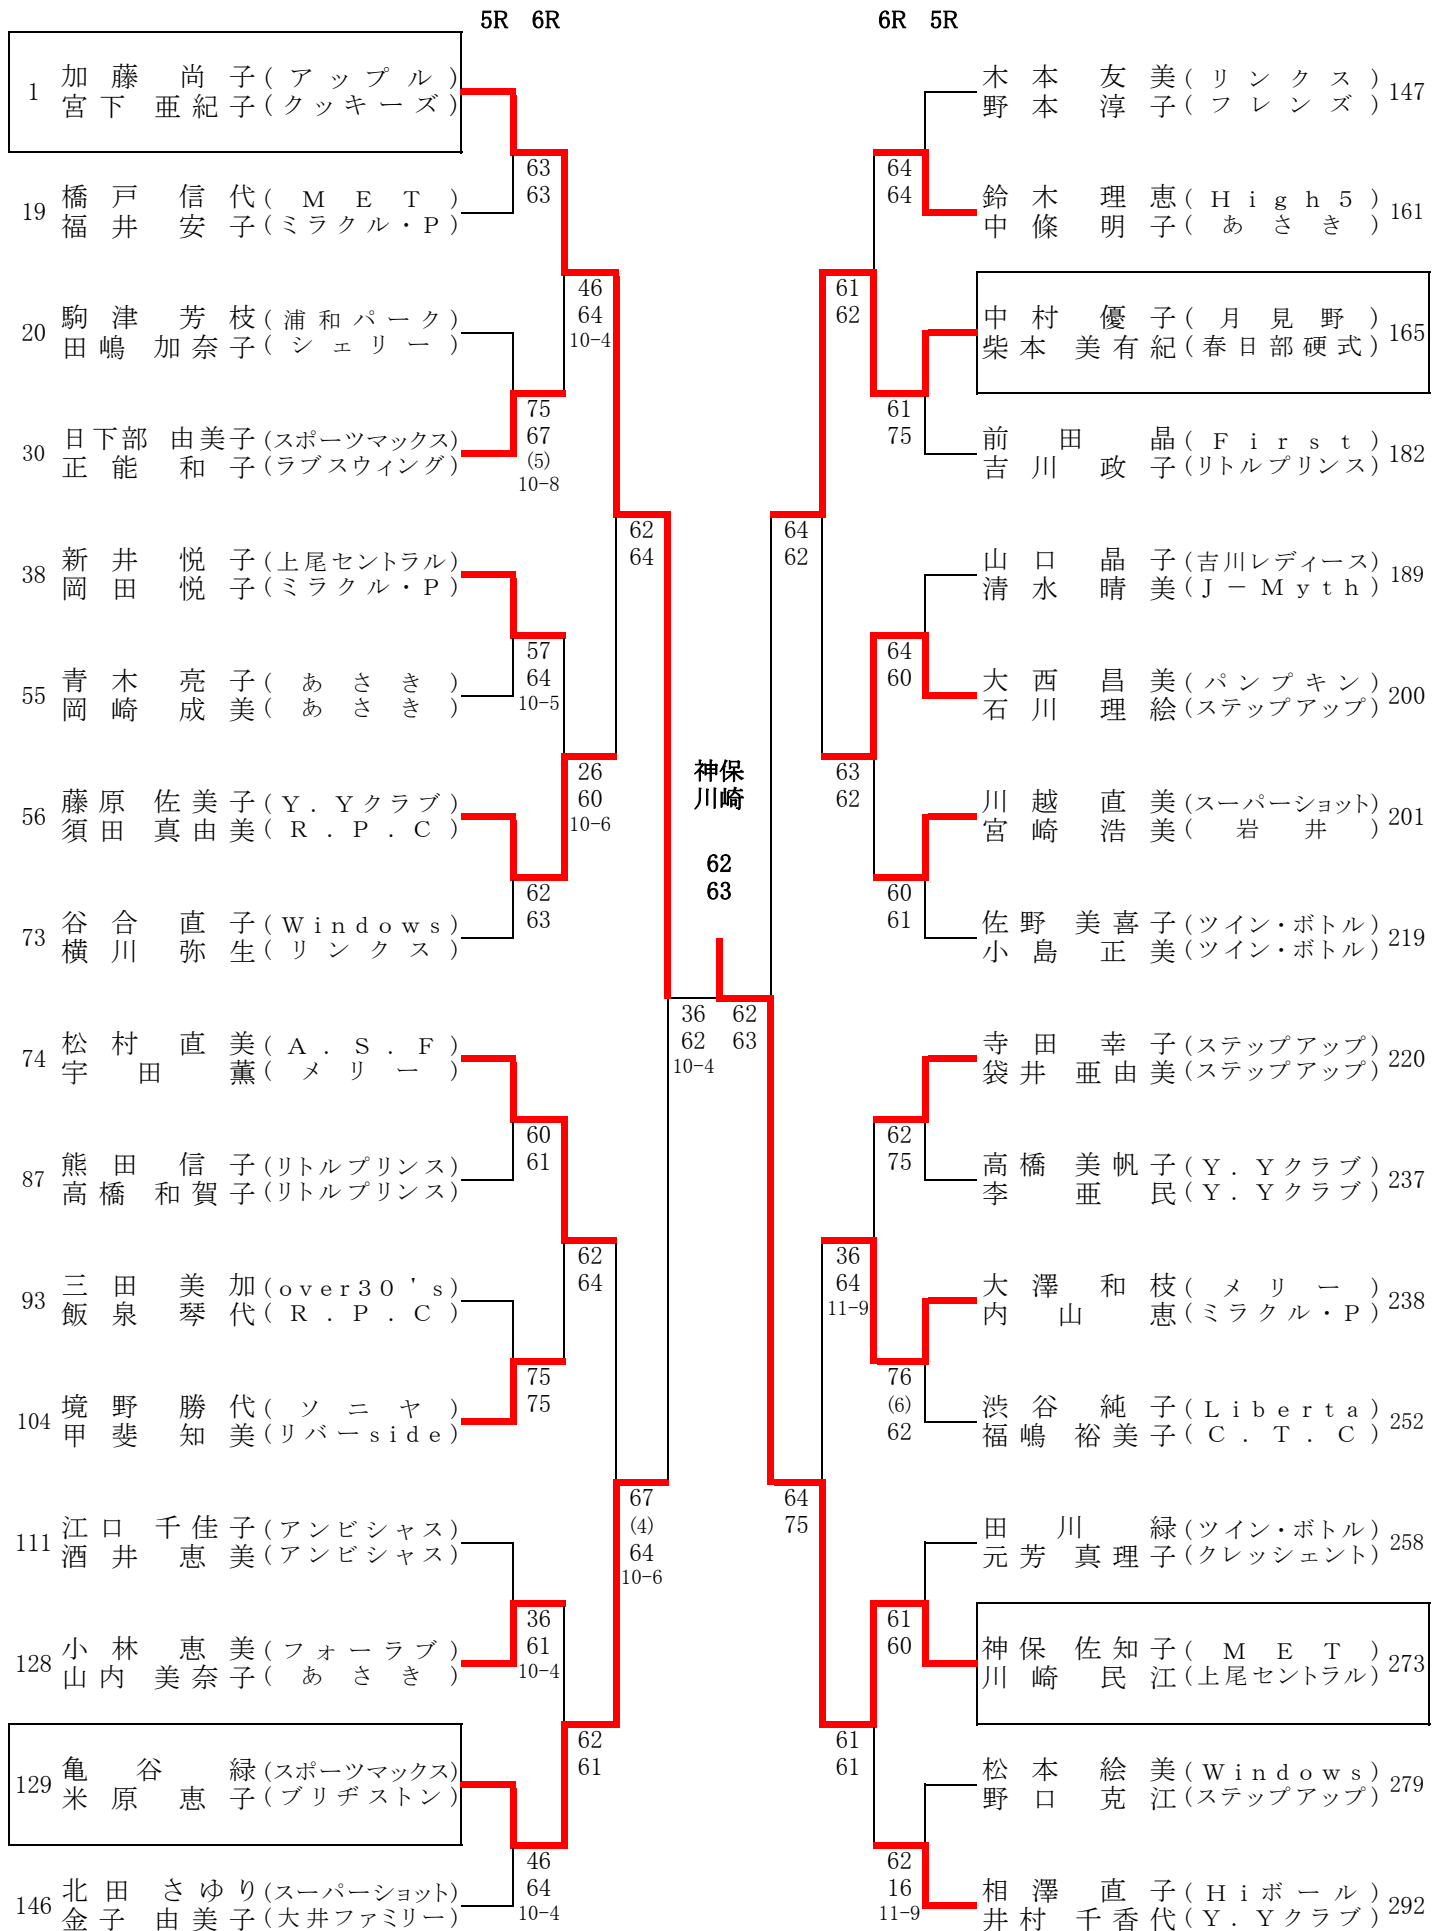 5R 6R
1 加藤 尚子(アップル)
宮下 亜紀子(クッキーズ)
63
63
19 橋戸 信代(MET)
福井 安子(ミラクル・P)
46
64
10-4
20 駒津 芳枝(浦和パーク)
田嶋 加奈子(シェリー)
75
67
(5)
10-8
30 日下部 由美子(スポーツマックス)
正能 和子(ラブスウィング)
62
64
38 新井 悦子(上尾セントラル)
岡田 悦子(ミラクル・P)
57
64
10-5
55 青木 亮子(あさき)
岡崎 成美(あさき)
26
60
10-6
56 藤原 佐美子(Y.Yクラブ)
須田 真由美(R.P.C)
62
63
73 谷合 直子(Windows)
横川 弥生(リンクス)
36
62
10-4
74 松村 直美(A.S.F)
宇田 薫(メリー)
60
61
87 熊田 信子(リトルプリンス)
高橋 和賀子(リトルプリンス)
62
64
93 三田 美加(over30's)
飯泉 琴代(R.P.C)
75
75
104 境野 勝代(ソニヤ)
甲斐 知美(リバーside)
67
(4)
64
10-6
111 江口 千佳子(アンビシャス)
酒井 恵美(アンビシャス)
36
61
10-4
128 小林 恵美(フォーラブ)
山内 美奈子(あさき)
62
61
129 亀谷 緑(スポーツマックス)
米原 恵子(ブリヂストン)
46
64
10-4
146 北田 さゆり(スーパーショット)
金子 由美子(大井ファミリー)
神保
川崎
62
63
6R 5R
木本 友美(リンクス) 147
野本 淳子(フレンズ)
64
64
鈴木 理恵(High5) 161
中條 明子(あさき)
61
62
中村 優子(月見野) 165
柴本 美有紀(春日部硬式)
61
75
前田 晶(First) 182
吉川 政子(リトルプリンス)
64
62
山口 晶子(吉川レディース) 189
清水 晴美(J-Myth)
64
60
大西 昌美(パンプキン) 200
石川 理絵(ステップアップ)
63
62
川越 直美(スーパーショット) 201
宮崎 浩美(岩井)
60
61
佐野 美喜子(ツイン・ボトル) 219
小島 正美(ツイン・ボトル)
62
63
寺田 幸子(ステップアップ) 220
袋井 亜由美(ステップアップ)
62
75
高橋 美帆子(Y.Yクラブ) 237
李 亜民(Y.Yクラブ)
36
64
11-9
大澤 和枝(メリー) 238
内山 恵(ミラクル・P)
76
(6)
62
渋谷 純子(Liberta) 252
福嶋 裕美子(C.T.C)
64
75
田川 緑(ツイン・ボトル) 258
元芳 真理子(クレッシェント)
61
60
神保 佐知子(MET) 273
川崎 民江(上尾セントラル)
61
61
松本 絵美(Windows) 279
野口 克江(ステップアップ)
62
16
11-9
相澤 直子(Hiボール) 292
井村 千香代(Y.Yクラブ)